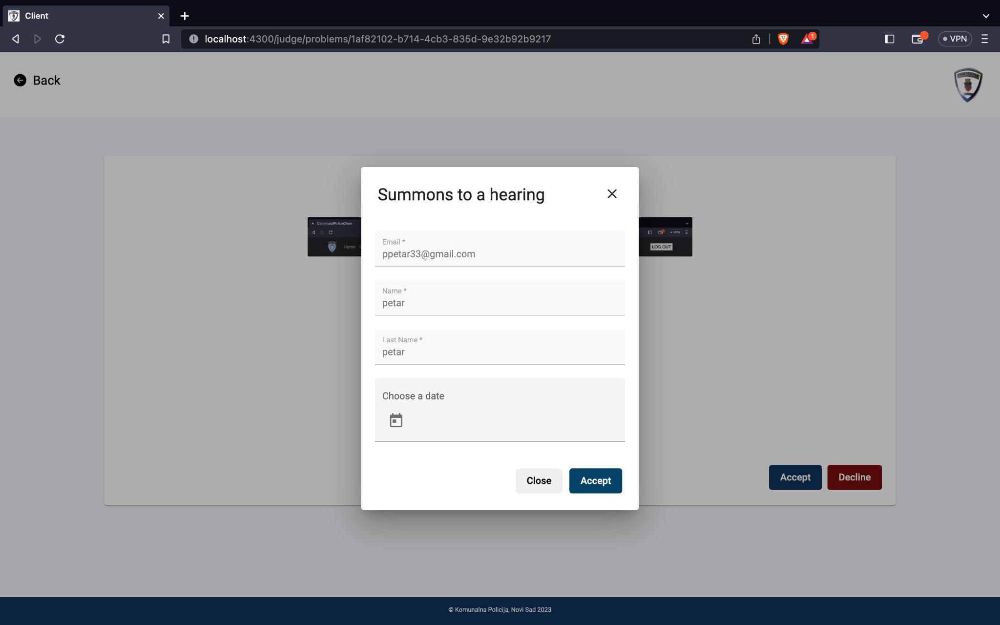 Client
localhost:4300/judge/problems/1af82102-b714-4cb3-835d-9e32b92b9217
1
VPN
Back
Summons to a hearing
CommunalPoliceClient
VPN
Home
LOG OUT
Email *
ppetar33@gmail.com
Name *
petar
Last Name *
petar
Choose a date
Close
Accept
Accept
Decline
© Komunalna Policija, Novi Sad 2023